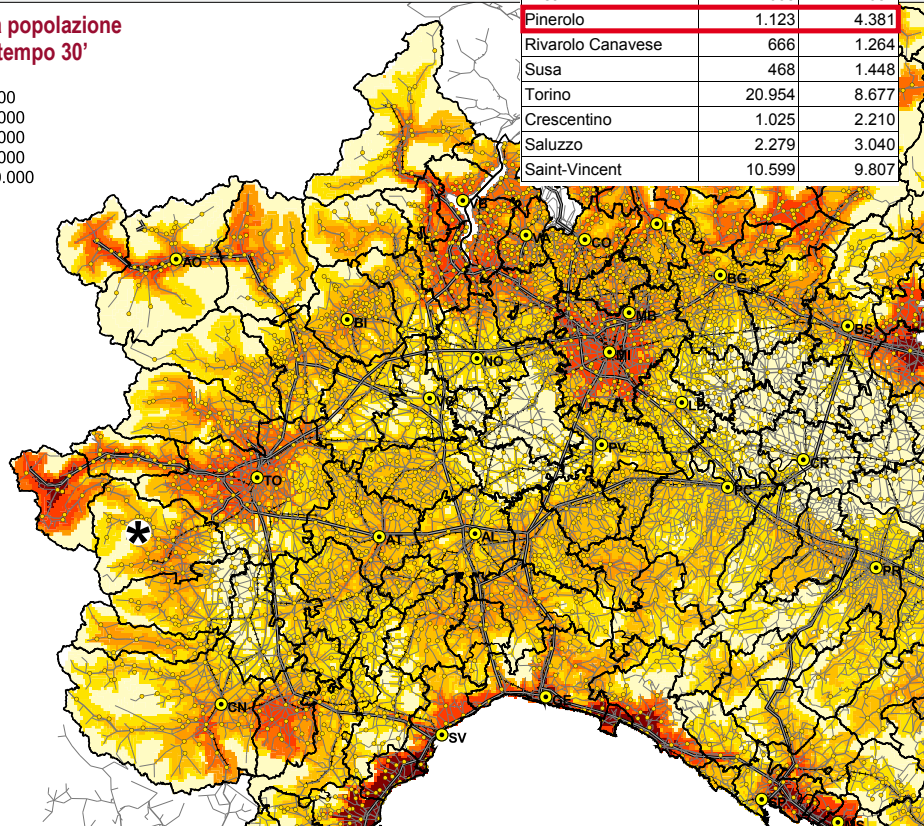 a popolazione
tempo 30'
00
000
000
000
0.000
Pinerolo 1.123 4.381
Rivarolo Canavese 666 1.264
Susa 468 1.448
Torino 20.954 8.677
Crescentino 1.025 2.210
Saluzzo 2.279 3.040
Saint-Vincent 10.599 9.807
VB
VA
CO
AO
BG
BI
MB
BS
MI
NO
PV
CR
TO
*
AT
AL
PR
CN
GE
SV
SP